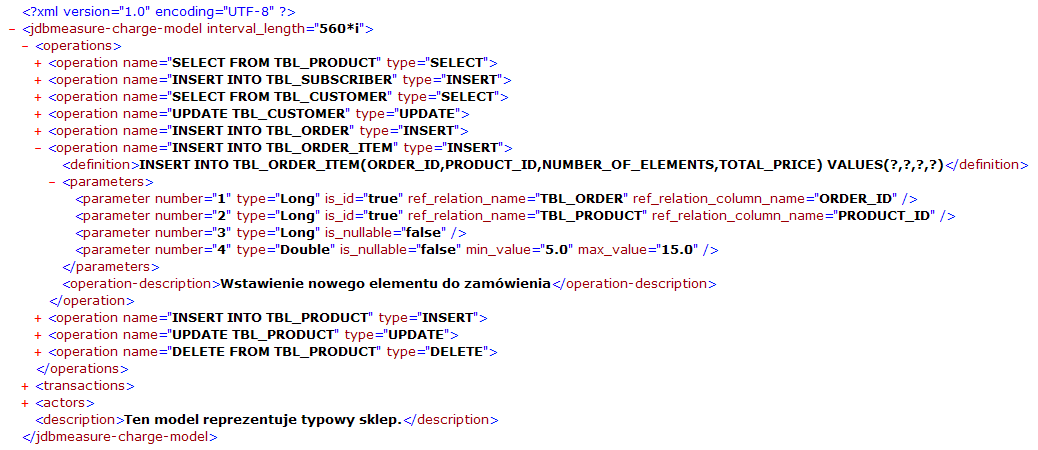 <?xml version="1.0" encoding="UTF-8" ?>
- <jdbmeasure-charge-model interval_length="560*i">
- <operations>
+ <operation name="SELECT FROM TBL_PRODUCT" type="SELECT">
+ <operation name="INSERT INTO TBL_SUBSCRIBER" type="INSERT">
+ <operation name="SELECT FROM TBL_CUSTOMER" type="SELECT">
+ <operation name="UPDATE TBL_CUSTOMER" type="UPDATE">
+ <operation name="INSERT INTO TBL_ORDER" type="INSERT">
- <operation name="INSERT INTO TBL_ORDER_ITEM" type="INSERT">
<definition>INSERT INTO TBL_ORDER_ITEM(ORDER_ID,PRODUCT_ID,NUMBER_OF_ELEMENTS,TOTAL_PRICE) VALUES(?,?,?,?)</definition>
- <parameters>
<parameter number="1" type="Long" is_id="true" ref_relation_name="TBL_ORDER" ref_relation_column_name="ORDER_ID" />
<parameter number="2" type="Long" is_id="true" ref_relation_name="TBL_PRODUCT" ref_relation_column_name="PRODUCT_ID" />
<parameter number="3" type="Long" is_nullable="false" />
<parameter number="4" type="Double" is_nullable="false" min_value="5.0" max_value="15.0" />
</parameters>
<operation-description>Wstawienie nowego elementu do zamówienia</operation-description>
</operation>
+ <operation name="INSERT INTO TBL_PRODUCT" type="INSERT">
+ <operation name="UPDATE TBL_PRODUCT" type="UPDATE">
+ <operation name="DELETE FROM TBL_PRODUCT" type="DELETE">
</operations>
+ <transactions>
+ <actors>
<description>Ten model reprezentuje typowy sklep.</description>
</jdbmeasure-charge-model>